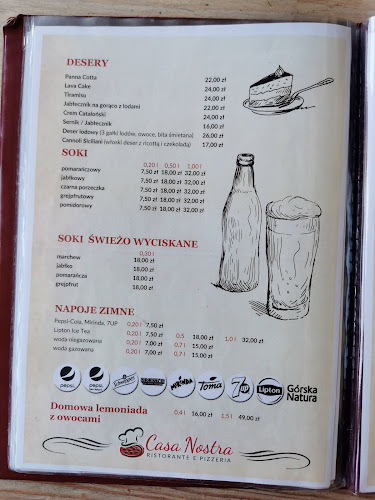 DESERY
Panna Cotta 22,00 zł
Lava Cake 24,00 zł
Tiramisu 24,00 zł
Jabłecznik na gorąco z lodami 22,00 zł
Crem Cataloński 24,00 zł
Sernik / Jabłecznik 16,00 zł
Deser lodowy (3 gałki lodów, owoce, bita śmietana) 26,00 zł
Cannoli Siciliani (włoski deser z ricottą i czekoladą) 17,00 zł
SOKI
0,20 l 0,50 l 1,00 l
pomarańczowy 7,50 zł 18,00 zł 32,00 zł
jabłkowy 7,50 zł 18,00 zł 32,00 zł
czarna porzeczka 7,50 zł 18,00 zł 32,00 zł
grejpfrutowy 7,50 zł 18,00 zł 32,00 zł
pomidorowy 7,50 zł 18,00 zł 32,00 zł
SOKI ŚWIEŻO WYCISKANE
0,30 l
marchew 18,00 zł
jabłko 18,00 zł
pomarańcza 18,00 zł
grejpfrut 18,00 zł
NAPOJE ZIMNE
Pepsi-Cola, Mirinda, 7UP 0,20 l 7,50 zł
Lipton Ice Tea 0,20 l 7,50 zł 0,5 18,00 zł 1,0 l 32,00 zł
woda niegazowana 0,20 l 7,00 zł 0,7 l 15,00 zł
woda gazowana 0,20 l 7,00 zł 0,7 l 15,00 zł
pepsi pepsi Schweppes MIRINDA Toma 7up Lipton Górska Natura
Domowa lemoniada z owocami 0,4 l 16,00 zł 1,5 l 49,00 zł
Casa Nostra
RISTORANTE E PIZZERIA